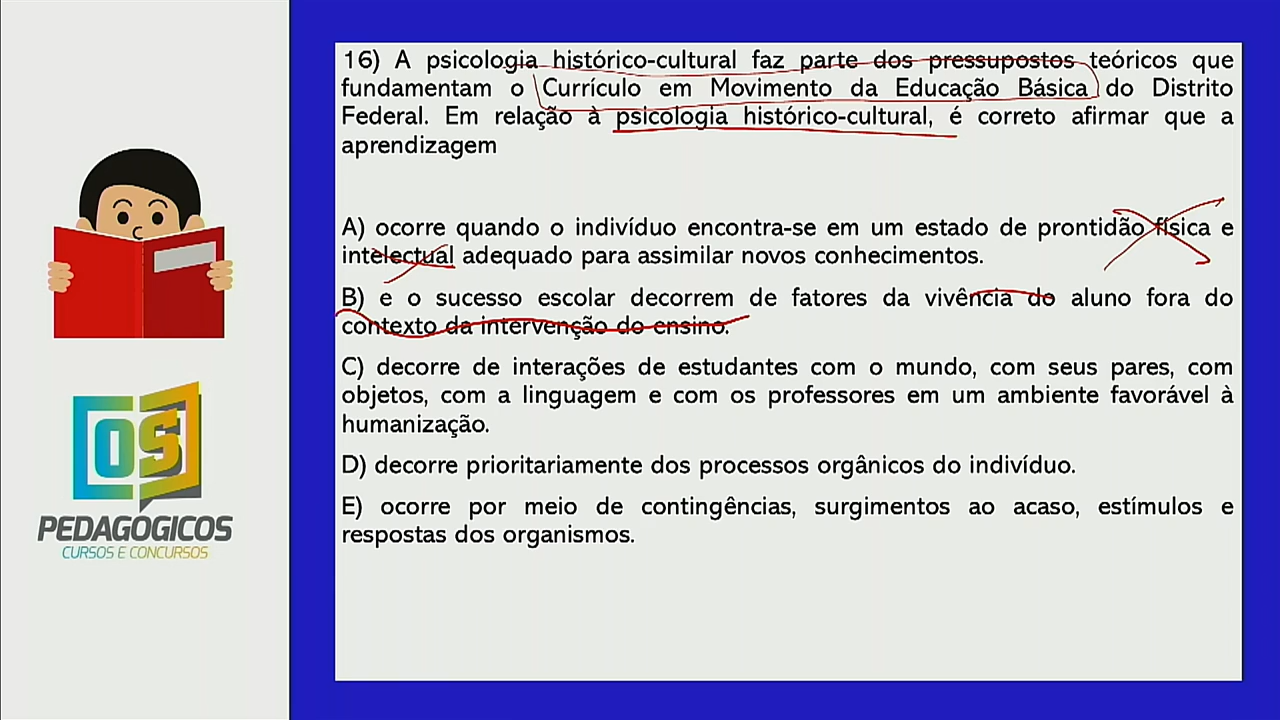 16) A psicologia histórico-cultural faz parte dos pressupostos teóricos que
fundamentam o Currículo em Movimento da Educação Básica do Distrito
Federal. Em relação à psicologia histórico-cultural, é correto afirmar que a
aprendizagem
A) ocorre quando o indivíduo encontra-se em um estado de prontidão física e
intelectual adequado para assimilar novos conhecimentos.
B) e o sucesso escolar decorrem de fatores da vivência do aluno fora do
contexto da intervenção do ensino.
C) decorre de interações de estudantes com o mundo, com seus pares, com
objetos, com a linguagem e com os professores em um ambiente favorável à
humanização.
D) decorre prioritariamente dos processos orgânicos do indivíduo.
E) ocorre por meio de contingências, surgimentos ao acaso, estímulos e
respostas dos organismos.
OS
PEDAGÓGICOS
CURSOS E CONCURSOS